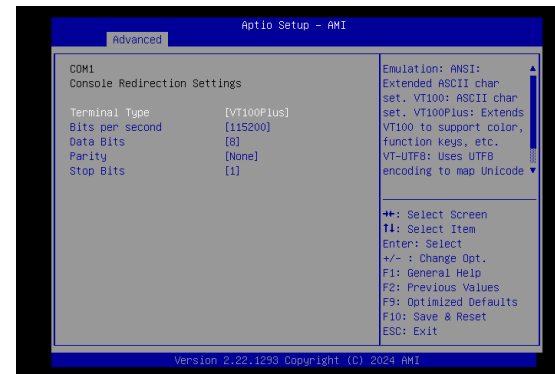 Aptio Setup – AMI
Advanced
COM1
Console Redirection Settings
Terminal Type [VT100Plus]
Bits per second [115200]
Data Bits [8]
Parity [None]
Stop Bits [1]
Emulation: ANSI:
Extended ASCII char
set. VT100: ASCII char
set. VT100Plus: Extends
VT100 to support color,
function keys, etc.
VT-UTF8: Uses UTF8
encoding to map Unicode
→←: Select Screen
↑↓: Select Item
Enter: Select
+/- : Change Opt.
F1: General Help
F2: Previous Values
F9: Optimized Defaults
F10: Save & Reset
ESC: Exit
Version 2.22.1293 Copyright (C) 2024 AMI